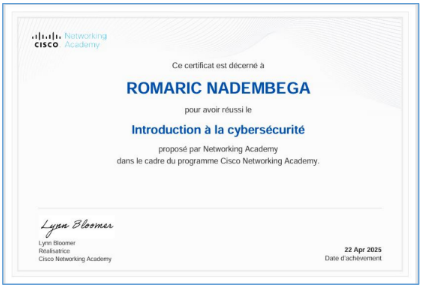 Networking
CISCO Academy
Ce certificat est décerné à
ROMARIC NADEMBEGA
pour avoir réussi le
Introduction à la cybersécurité
proposé par Networking Academy
dans le cadre du programme Cisco Networking Academy.
Lynn Bloomer
Lynn Bloomer
Réalisatrice
Cisco Networking Academy
22 Apr 2025
Date d'achèvement